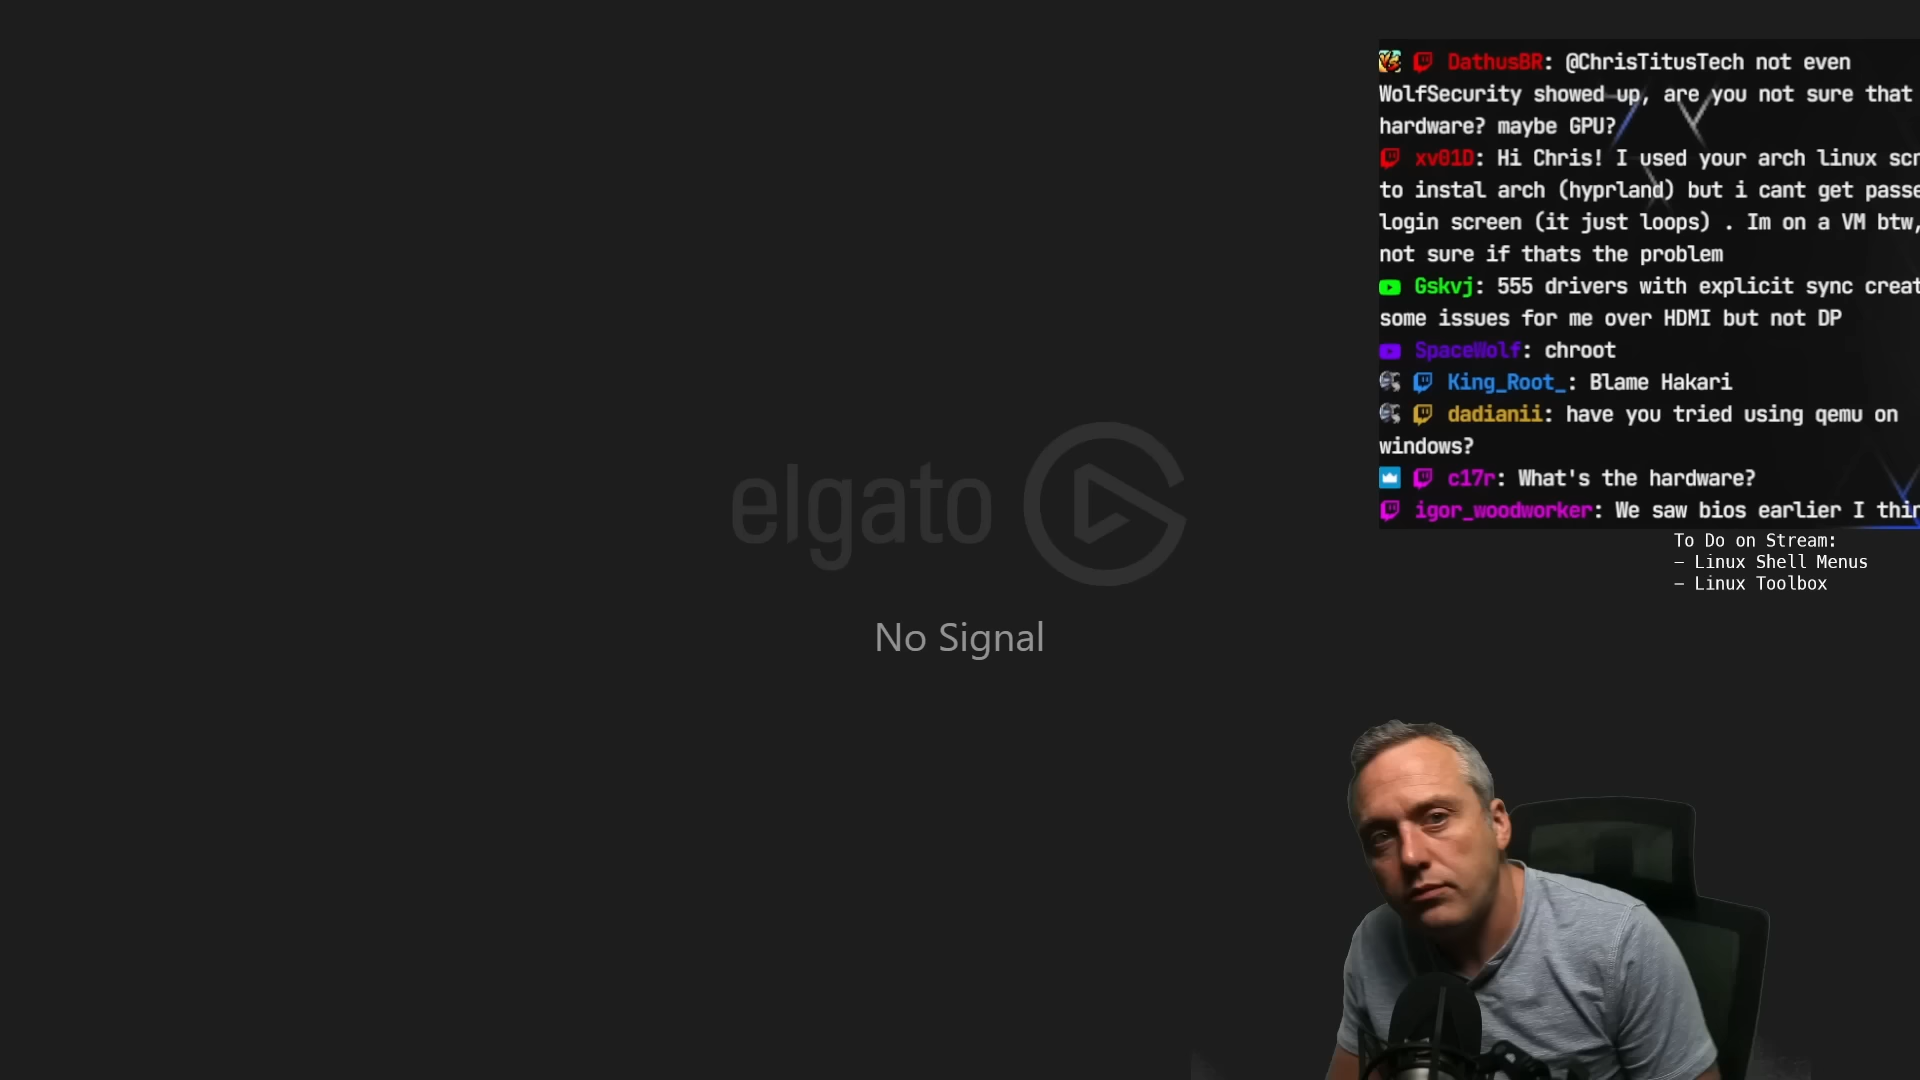 DathusBR: @ChrisTitusTech not even
WolfSecurity showed up, are you not sure that
hardware? maybe GPU?
xv01D: Hi Chris! I used your arch linux
to instal arch (hyprland) but i cant get
login screen (it just loops) . Im on a VM btw,
not sure if thats the problem
Gskvj: 555 drivers with explicit sync
some issues for me over HDMI but not DP
SpaceWolf: chroot
King_Root_: Blame Hakari
dadianii: have you tried using qemu on
windows?
c17r: What's the hardware?
igor_woodworker: We saw bios earlier I
To Do on Stream:
- Linux Shell Menus
- Linux Toolbox
elgato
No Signal